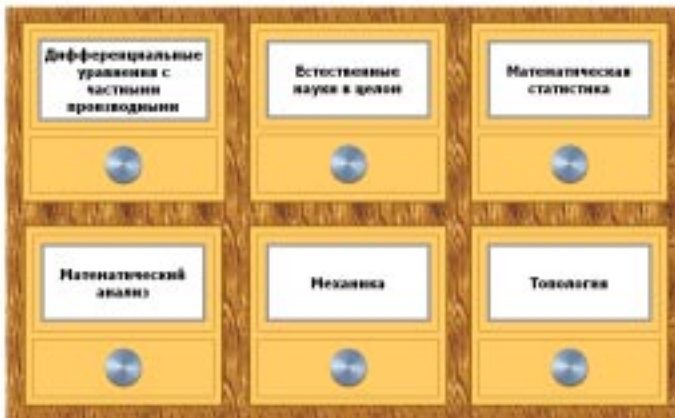 Дифференциальные
уравнения с
частными
производными
Естественные
науки в целом
Математическая
статистика
Математический
анализ
Механика
Топология